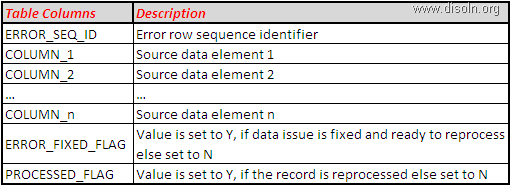 www.disoln.org
Table Columns Description
ERROR_SEQ_ID Error row sequence identifier
COLUMN_1 Source data element 1
COLUMN_2 Source data element 2
... ...
COLUMN_n Source data element n
ERROR_FIXED_FLAG Value is set to Y, if data issue is fixed and ready to reprocess
else set to N
PROCESSED_FLAG Value is set to Y, if the record is reprocessed else set to N